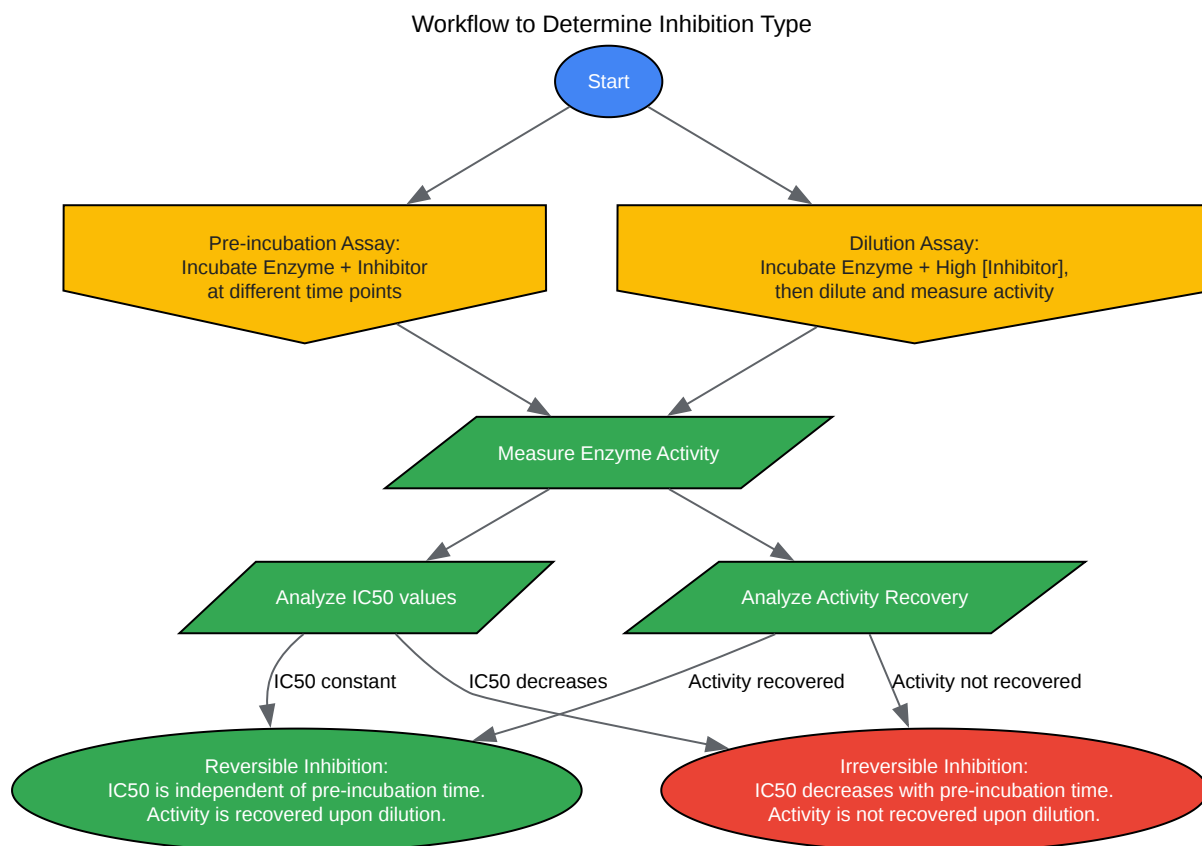 Workflow to Determine Inhibition Type
Start
Pre-incubation Assay:
Incubate Enzyme + Inhibitor
at different time points
Dilution Assay:
Incubate Enzyme + High [Inhibitor],
then dilute and measure activity
Measure Enzyme Activity
Analyze IC50 values
Analyze Activity Recovery
IC50 constant
IC50 decreases
Activity recovered
Activity not recovered
Reversible Inhibition:
IC50 is independent of pre-incubation time.
Activity is recovered upon dilution.
Irreversible Inhibition:
IC50 decreases with pre-incubation time.
Activity is not recovered upon dilution.